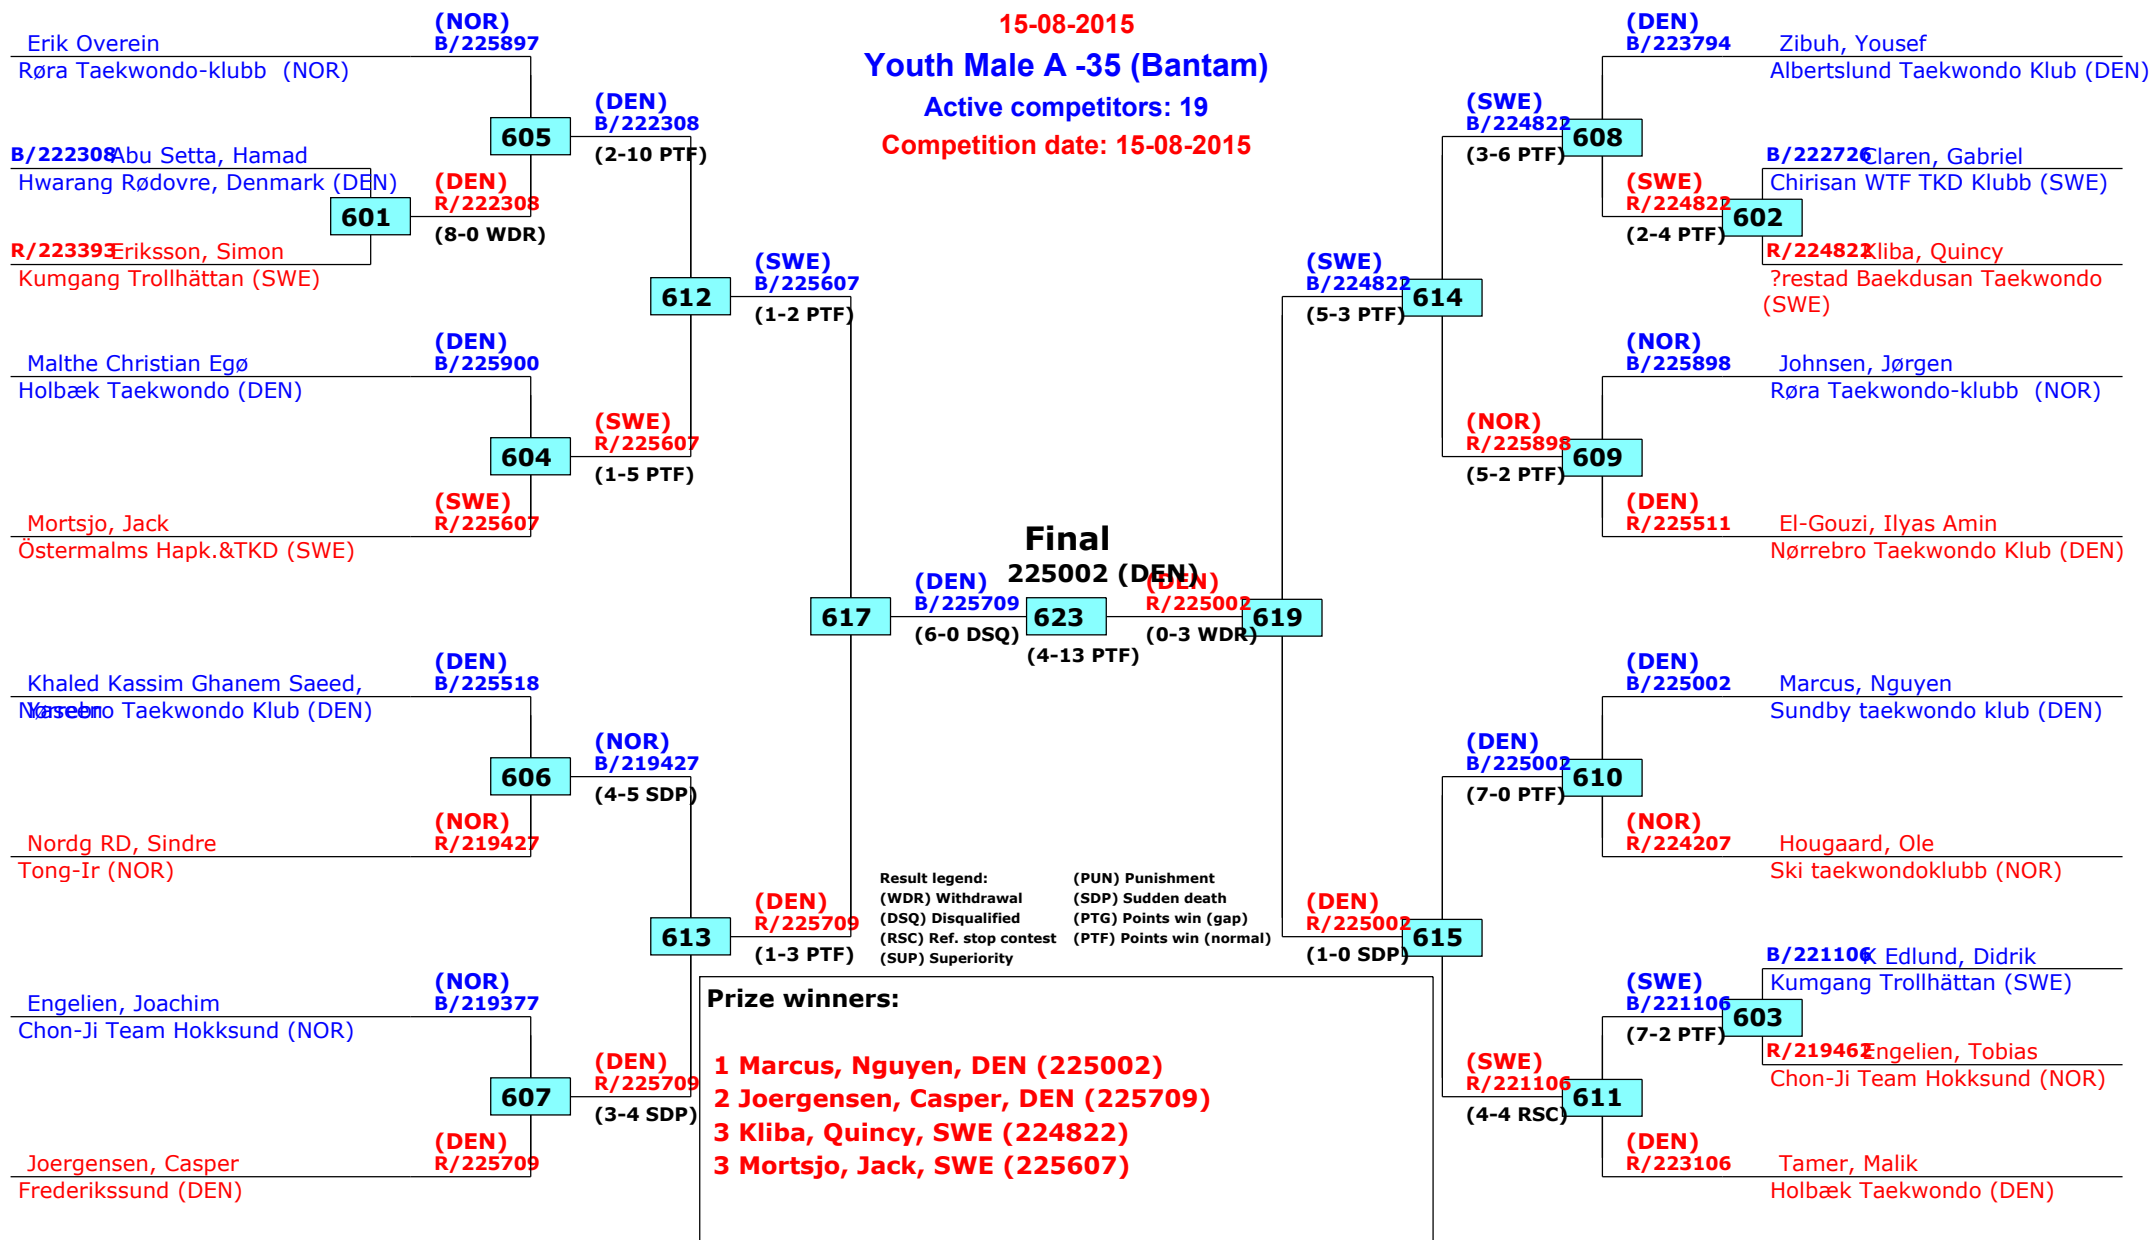 15-08-2015
Youth Male A -35 (Bantam)
Active competitors: 19
Competition date: 15-08-2015
(NOR)
B/225897
Erik Overein
Røra Taekwondo-klubb (NOR)
605
(DEN)
B/222308
(2-10 PTF)
B/222308 Abu Setta, Hamad
Hwarang Rødovre, Denmark (DEN)
601
(DEN)
R/222308
(8-0 WDR)
R/223393 Eriksson, Simon
Kumgang Trollhättan (SWE)
612
(SWE)
B/225607
(1-2 PTF)
(DEN)
B/225900
Malthe Christian Egø
Holbæk Taekwondo (DEN)
604
(SWE)
R/225607
(1-5 PTF)
(SWE)
R/225607
Mortsjo, Jack
Östermalms Hapk.&TKD (SWE)
617
(DEN)
B/225709
(6-0 DSQ)
Final
225002 (DEN)
623
(4-13 PTF)
(DEN)
R/225002
(0-3 WDR)
619
(DEN)
B/225518
Khaled Kassim Ghanem Saeed,
Yaseen
Nørrebro Taekwondo Klub (DEN)
606
(NOR)
B/219427
(4-5 SDP)
(NOR)
R/219427
Nordg RD, Sindre
Tong-Ir (NOR)
613
(DEN)
R/225709
(1-3 PTF)
(NOR)
B/219377
Engelien, Joachim
Chon-Ji Team Hokksund (NOR)
607
(DEN)
R/225709
(3-4 SDP)
(DEN)
R/225709
Joergensen, Casper
Frederikssund (DEN)
(DEN)
B/223794
Zibuh, Yousef
Albertslund Taekwondo Klub (DEN)
(SWE)
B/224822
(3-6 PTF)
608
B/222726 Claren, Gabriel
Chirisan WTF TKD Klubb (SWE)
(SWE)
R/224822
(2-4 PTF)
602
R/224822 Kliba, Quincy
?restad Baekdusan Taekwondo
(SWE)
(SWE)
B/224822
(5-3 PTF)
614
(NOR)
B/225898
Johnsen, Jørgen
Røra Taekwondo-klubb (NOR)
(NOR)
R/225898
(5-2 PTF)
609
(DEN)
R/225511
El-Gouzi, Ilyas Amin
Nørrebro Taekwondo Klub (DEN)
(DEN)
B/225002
Marcus, Nguyen
Sundby taekwondo klub (DEN)
(DEN)
B/225002
(7-0 PTF)
610
(NOR)
R/224207
Hougaard, Ole
Ski taekwondoklubb (NOR)
(DEN)
R/225002
(1-0 SDP)
615
B/221106 K Edlund, Didrik
Kumgang Trollhättan (SWE)
(SWE)
B/221106
(7-2 PTF)
603
R/219462 Engelien, Tobias
Chon-Ji Team Hokksund (NOR)
(SWE)
R/221106
(4-4 RSC)
611
(DEN)
R/223106
Tamer, Malik
Holbæk Taekwondo (DEN)
Result legend:
(WDR) Withdrawal
(DSQ) Disqualified
(RSC) Ref. stop contest
(SUP) Superiority
(PUN) Punishment
(SDP) Sudden death
(PTG) Points win (gap)
(PTF) Points win (normal)
Prize winners:
1 Marcus, Nguyen, DEN (225002)
2 Joergensen, Casper, DEN (225709)
3 Kliba, Quincy, SWE (224822)
3 Mortsjo, Jack, SWE (225607)